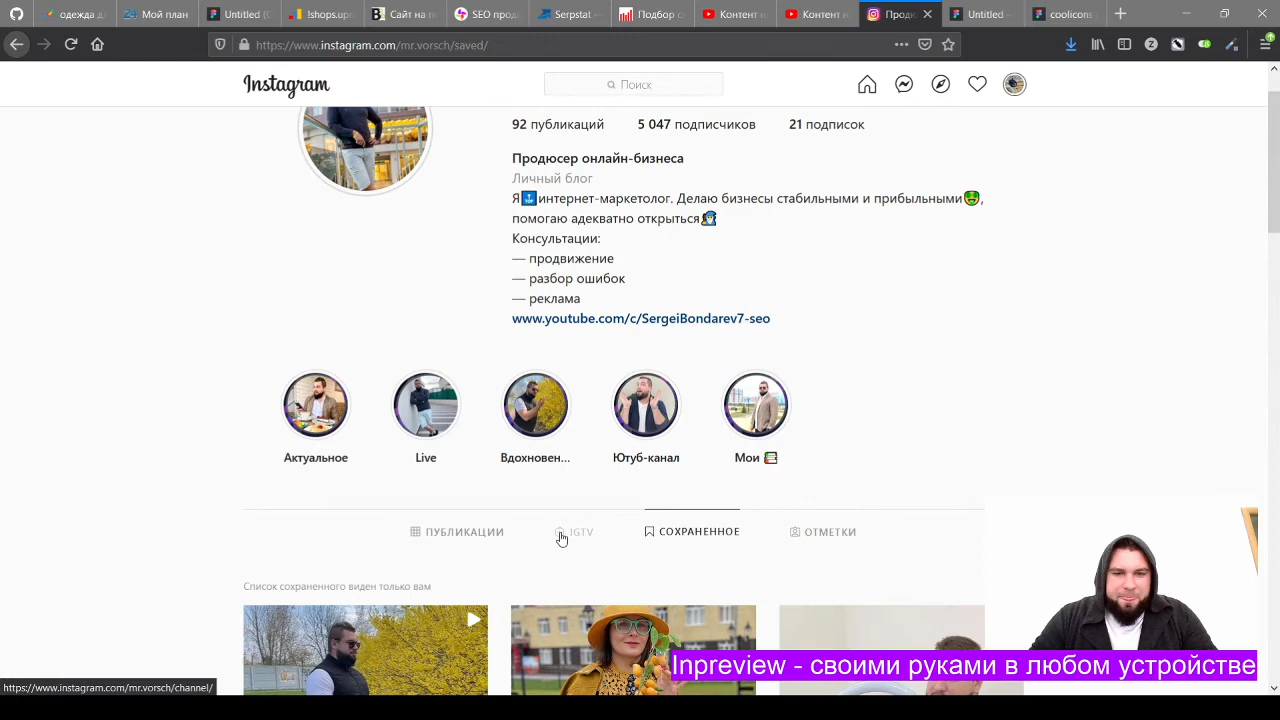 одежда д
Мой план
Untitled (
!shops.upr
Сайт на п
SEO прод
Serpstat —
Подбор с
Контент и
Контент и
Продю
Untitled –
coolicons
https://www.instagram.com/mr.vorsch/saved/
Instagram
Поиск
92 публикаций 5 047 подписчиков 21 подписок
Продюсер онлайн-бизнеса
Личный блог
Я🔝интернет-маркетолог. Делаю бизнесы стабильными и прибыльными🤑,
помогаю адекватно открыться
Консультации:
— продвижение
— разбор ошибок
— реклама
www.youtube.com/c/SergeiBondarev7-seo
Актуальное Live Вдохновен... Ютуб-канал Мои 📚
ПУБЛИКАЦИИ IGTV СОХРАНЕННОЕ ОТМЕТКИ
Список сохраненного виден только вам
Inpreview - своими руками в любом устройстве
https://www.instagram.com/mr.vorsch/channel/